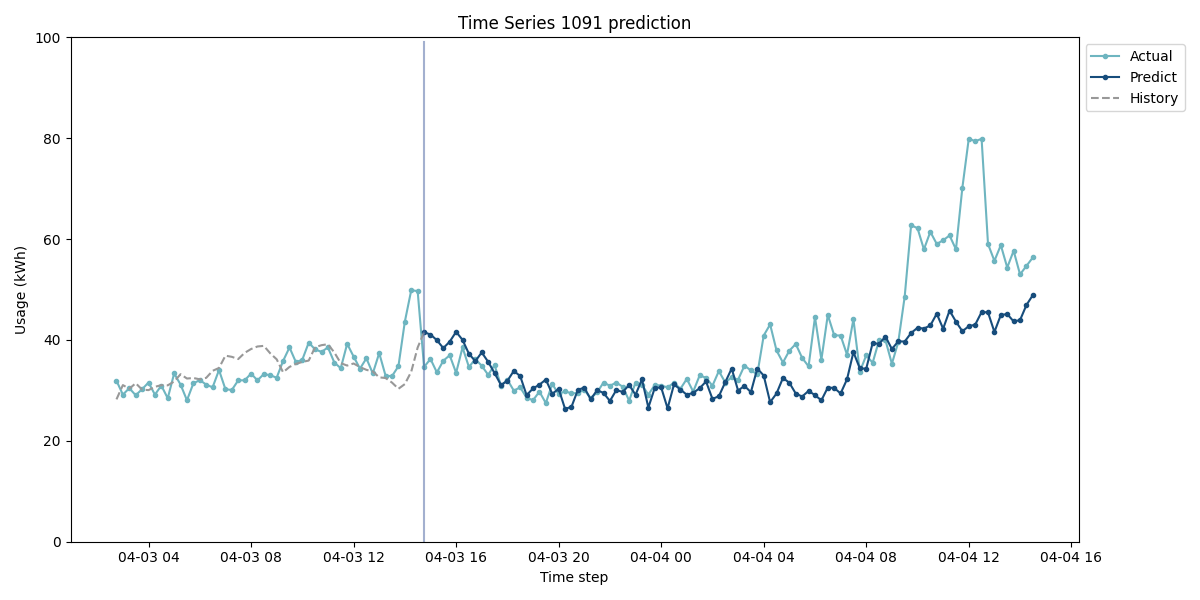 Time Series 1091 prediction
Usage (kWh)
100
80
60
40
20
0
04-03 04
04-03 08
04-03 12
04-03 16
04-03 20
04-04 00
04-04 04
04-04 08
04-04 12
04-04 16
Time step
Actual
Predict
History